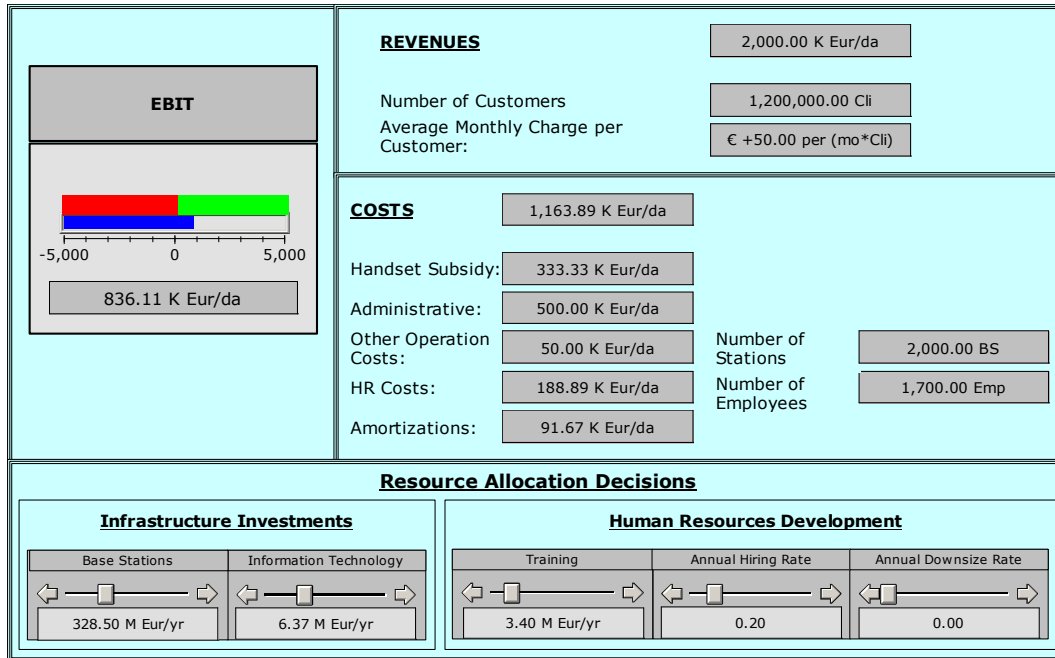 EBIT
-5,000 0 5,000
836.11 K Eur/da
REVENUES 2,000.00 K Eur/da
Number of Customers 1,200,000.00 Cli
Average Monthly Charge per
Customer: € +50.00 per (mo*Cli)
COSTS 1,163.89 K Eur/da
Handset Subsidy: 333.33 K Eur/da
Administrative: 500.00 K Eur/da
Other Operation
Costs: 50.00 K Eur/da
Number of
Stations 2,000.00 BS
HR Costs: 188.89 K Eur/da
Number of
Employees 1,700.00 Emp
Amortizations: 91.67 K Eur/da
Resource Allocation Decisions
Infrastructure Investments
Base Stations Information Technology
328.50 M Eur/yr 6.37 M Eur/yr
Human Resources Development
Training Annual Hiring Rate Annual Downsize Rate
3.40 M Eur/yr 0.20 0.00